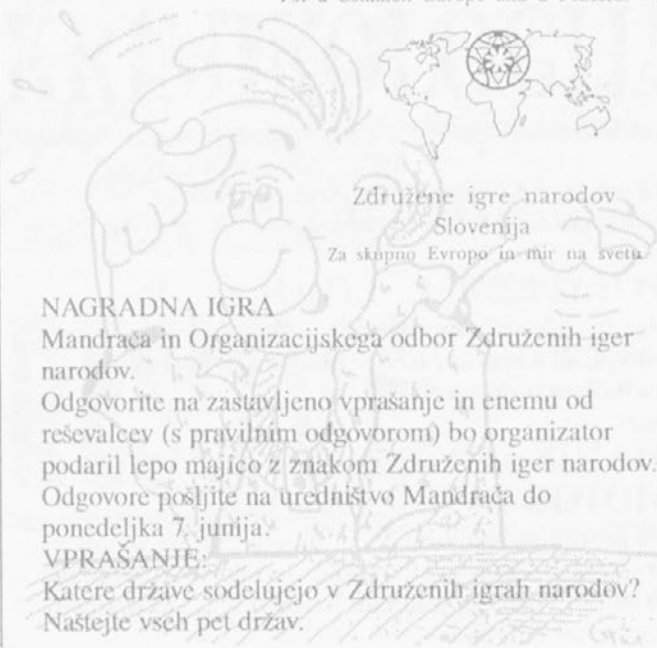 Združene igre narodov
Slovenija
Za skupno Evropo in mir na svetu
NAGRADNA IGRA
Mandrača in Organizacijskega odbor Združenih iger
narodov.
Odgovorite na zastavljeno vprašanje in enemu od
reševalcev (s pravilnim odgovorom) bo organizator
podaril lepo majico z znakom Združenih iger narodov.
Odgovore pošljite na uredništvo Mandrača do
ponedeljka 7. junija.
VPRAŠANJE:
Katere države sodelujejo v Združenih igrah narodov?
Naštejte vseh pet držav.